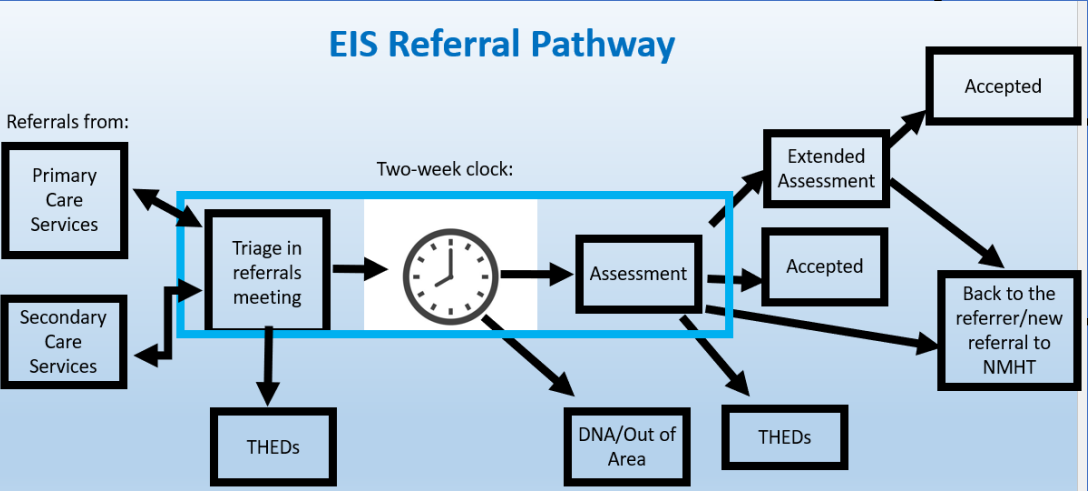 EIS Referral Pathway
Referrals from:
Primary
Care
Services
Secondary
Care
Services
Two-week clock:
Triage in
referrals
meeting
THEDs
Assessment
DNA/Out of
Area
THEDs
Extended
Assessment
Accepted
Accepted
Back to the
referrer/new
referral to
NMHT